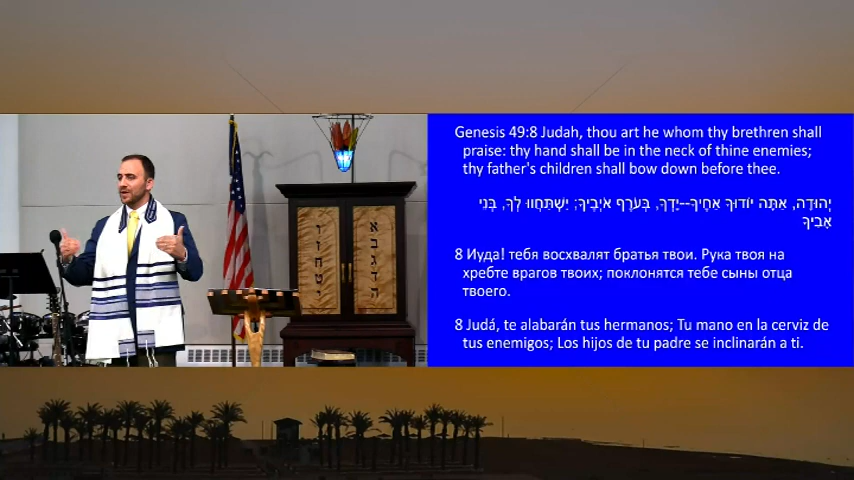 Genesis 49:8 Judah, thou art he whom thy brethren shall
praise: thy hand shall be in the neck of thine enemies;
thy father's children shall bow down before thee.
יְהוּדָה, אַתָּה יוֹדוּךָ אַחֶיךָ--יָדְךָ, בְּעֹרֶף אֹיְבֶיךָ; יִשְׁתַּחֲווּ לְךָ, בְּנֵי
אָבִיךָ
8 Иуда! тебя восхвалят братья твои. Рука твоя на
хребте врагов твоих; поклонятся тебе сыны отца
твоего.
8 Judá, te alabarán tus hermanos; Tu mano en la cerviz de
tus enemigos; Los hijos de tu padre se inclinarán a ti.
א
ב
ג
ד
ה
ו
ז
ח
ט
י